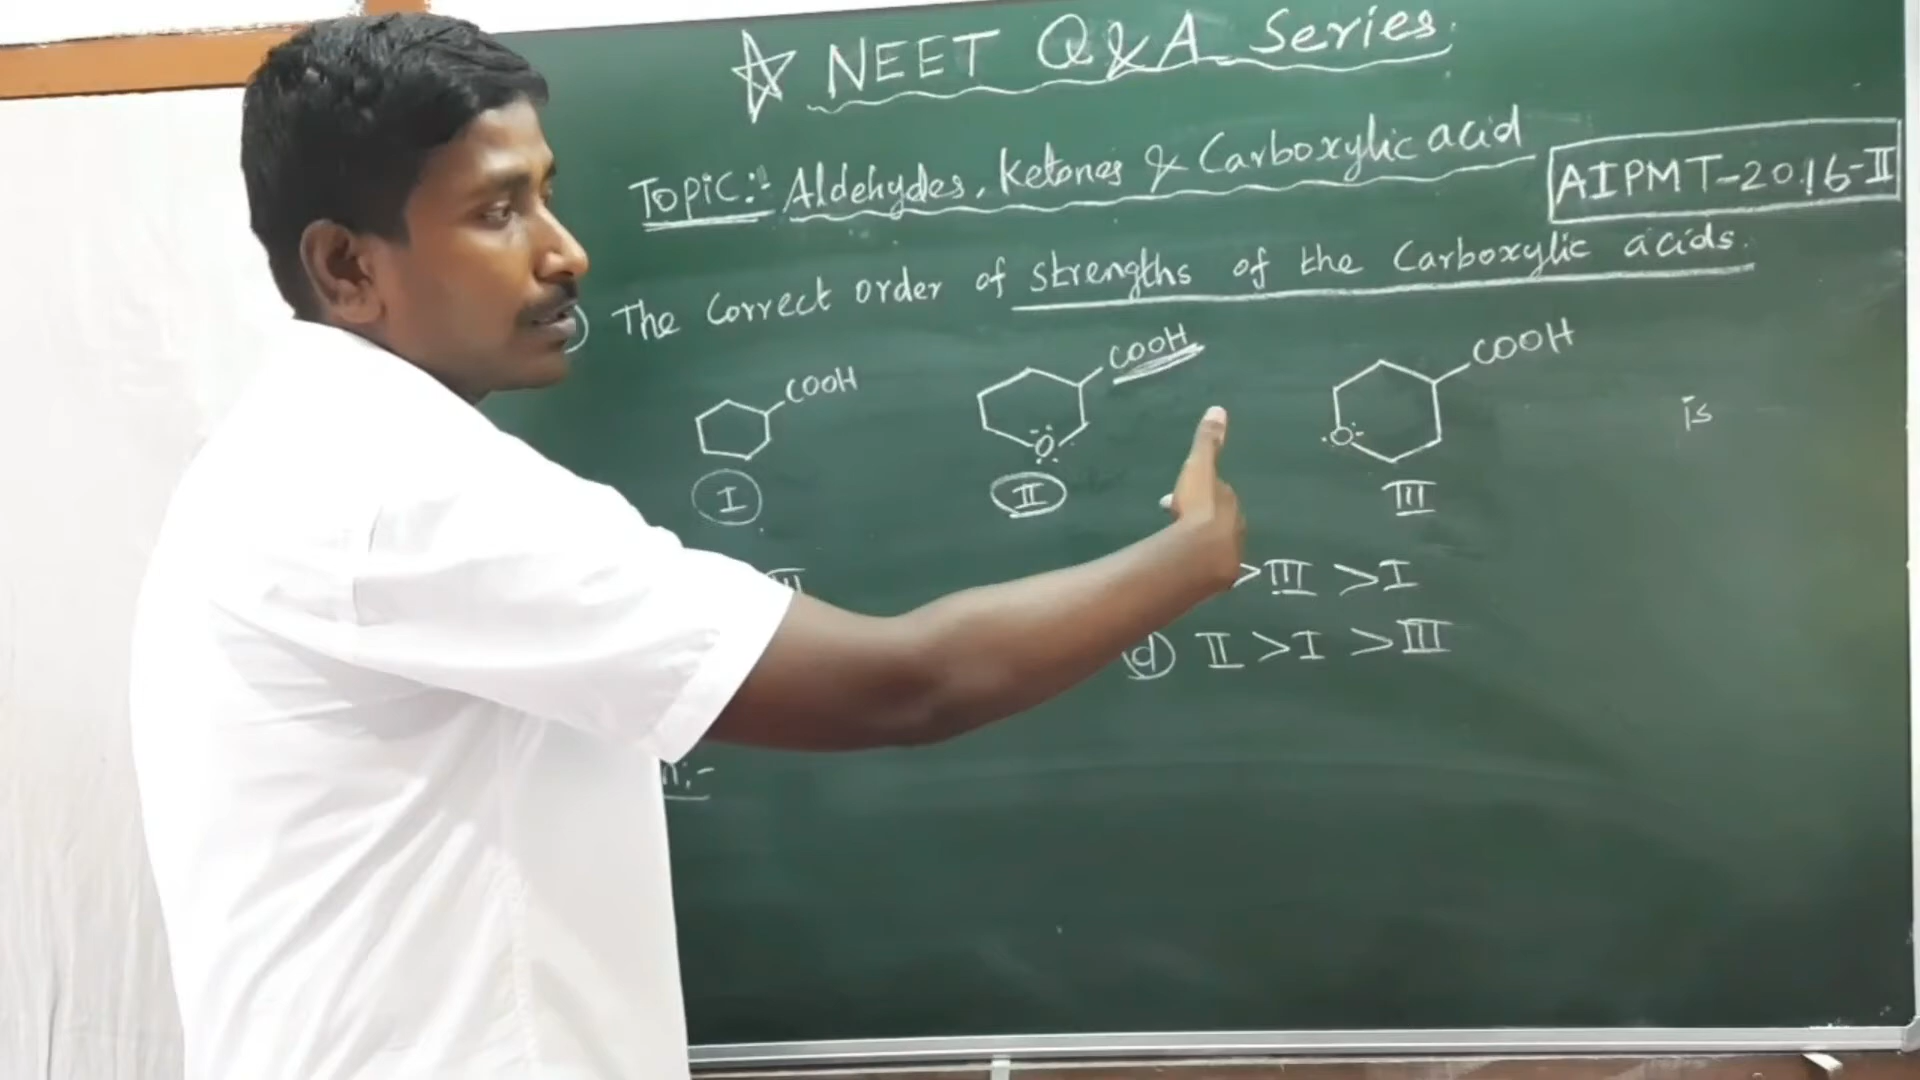 ☆ NEET Q&A Series
Topic:- Aldehydes, Ketones & Carboxylic acid
AIPMT-2016-II
) The Correct order of strengths of the Carboxylic acids.
COOH
COOH
COOH
O
O
is
I
II
III
III
>III >I
d) II >I >III
n:-